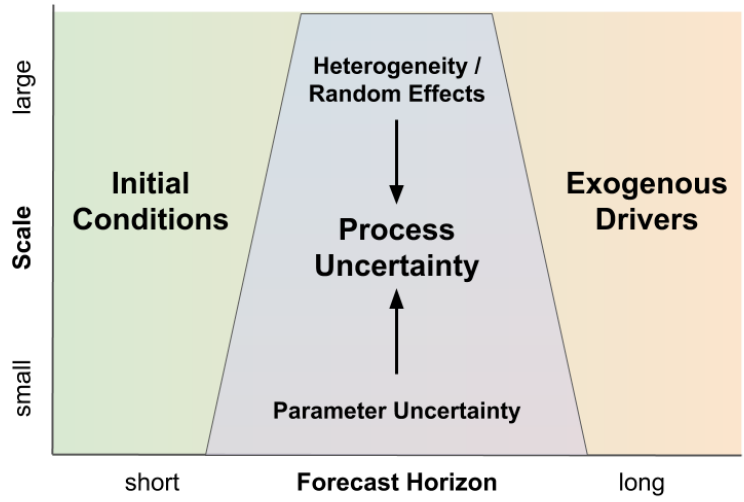 large
Scale
small
Initial
Conditions
Heterogeneity /
Random Effects
Process
Uncertainty
Parameter Uncertainty
Exogenous
Drivers
short
Forecast Horizon
long